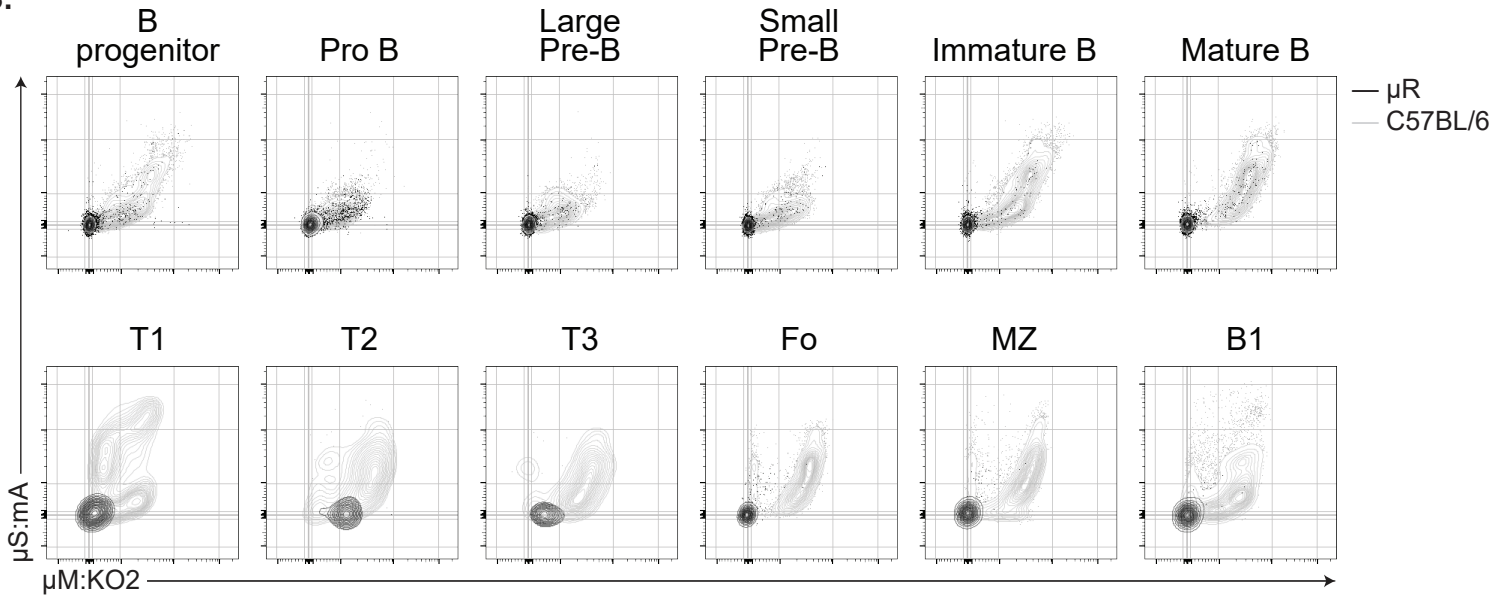 B
progenitor
Pro B
Large
Pre-B
Small
Pre-B
Immature B
Mature B
µR
C57BL/6
T1
T2
T3
Fo
MZ
B1
µS:mA
µM:KO2